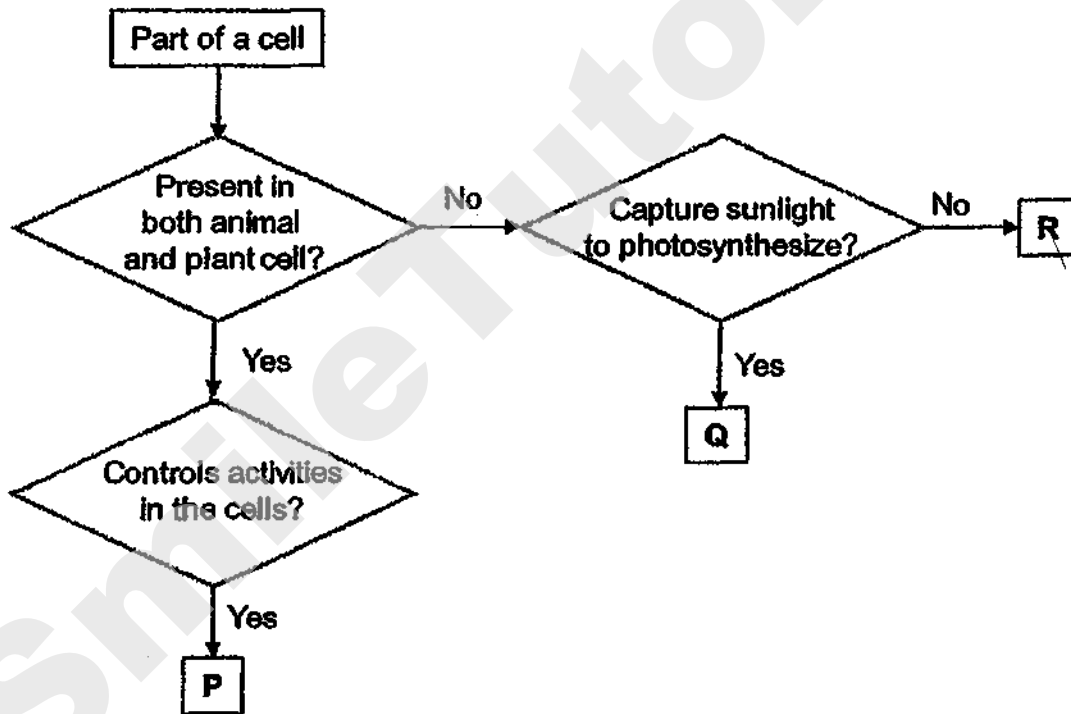 Part of a cell
Present in
both animal
and plant cell?
No
Capture sunlight
to photosynthesize?
No
R
Yes
Yes
Q
Controls activities
in the cells?
Yes
P
SmileTutor